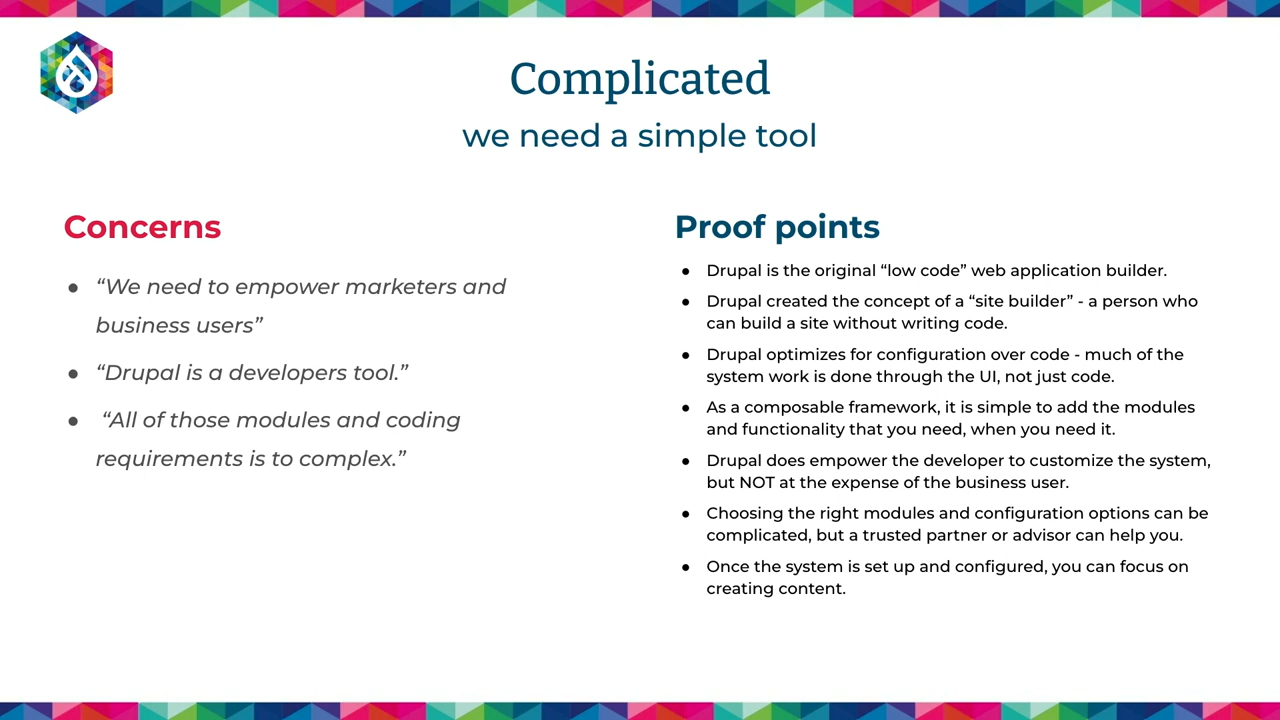 Complicated
we need a simple tool
Concerns
● “We need to empower marketers and
business users”
● “Drupal is a developers tool.”
● “All of those modules and coding
requirements is to complex.”
Proof points
● Drupal is the original “low code” web application builder.
● Drupal created the concept of a “site builder” - a person who
can build a site without writing code.
● Drupal optimizes for configuration over code - much of the
system work is done through the UI, not just code.
● As a composable framework, it is simple to add the modules
and functionality that you need, when you need it.
● Drupal does empower the developer to customize the system,
but NOT at the expense of the business user.
● Choosing the right modules and configuration options can be
complicated, but a trusted partner or advisor can help you.
● Once the system is set up and configured, you can focus on
creating content.